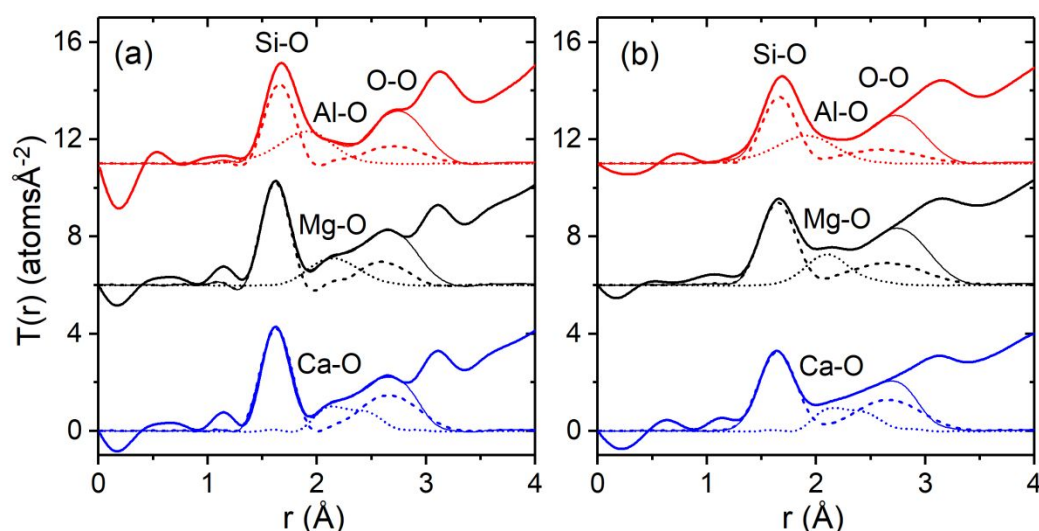 (a)
Si-O
O-O
Al-O
Mg-O
Ca-O
16
12
8
4
0
T(r) (atomsÅ⁻²)
0
1
2
3
4
r (Å)
(b)
Si-O
O-O
Al-O
Mg-O
Ca-O
16
12
8
4
0
0
1
2
3
4
r (Å)